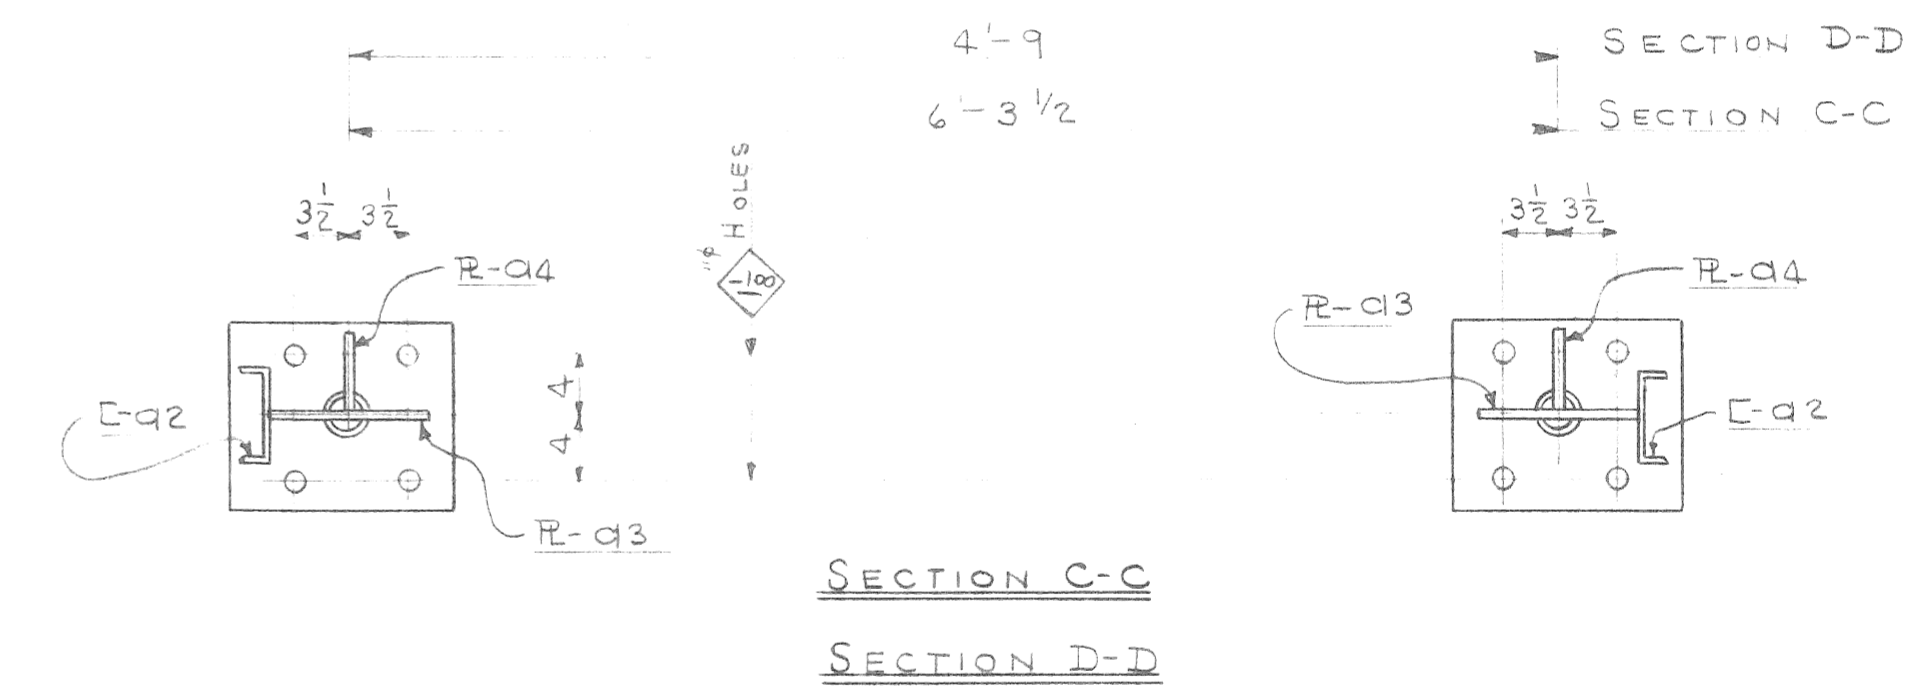 4'-9 SECTION D-D
6'-3 1/2 SECTION C-C
HOLES
3 1/2 3 1/2
3 1/2 3 1/2
PL-a4
-100
PL-a4
PL-a3
4
4
C-a2
C-a2
PL-a3
SECTION C-C
SECTION D-D